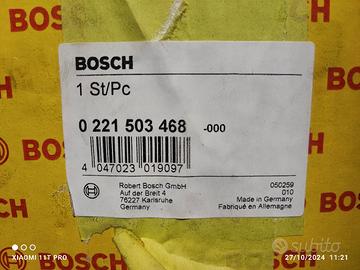 BOSCH
1 St/Pc
0 221 503 468 -000
4 047023 019097
BOSCH
Robert Bosch GmbH
Auf der Breit 4
76227 Karlsruhe
Germany
050259
010
Made in Germany
Fabriqué en Allemagne
XIAOMI 11T PRO
27/10/2024 11:21
subito